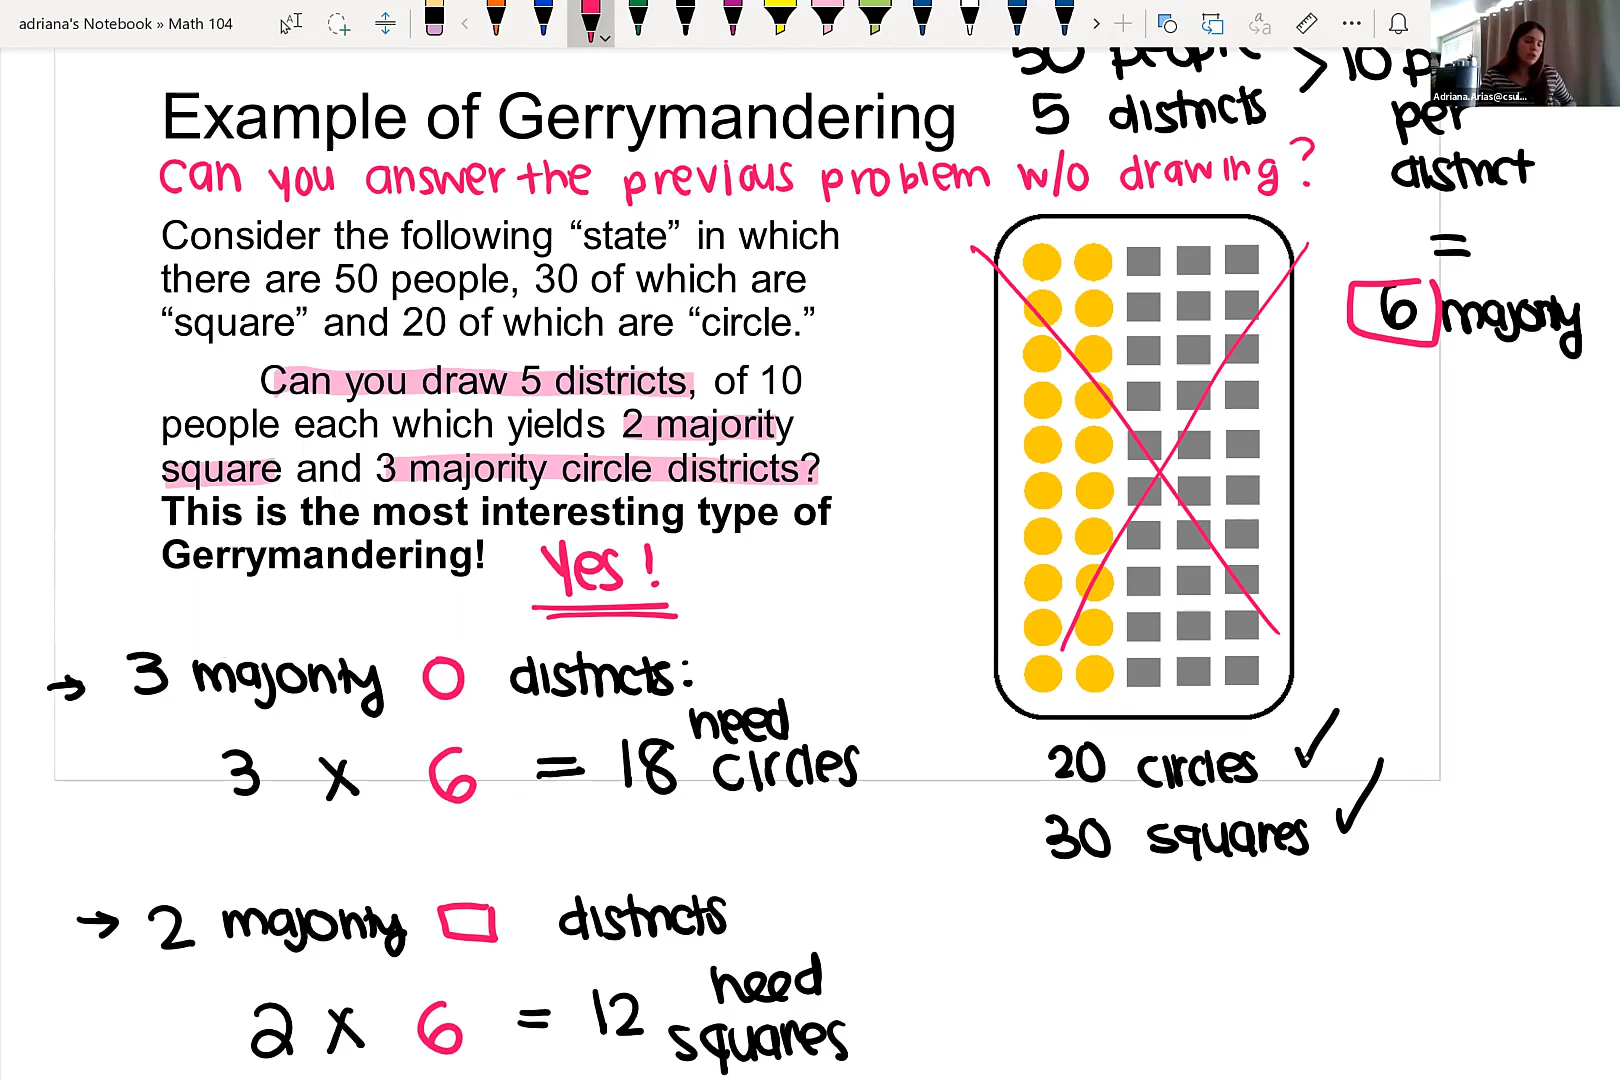 adriana's Notebook » Math 104
Adriana.Arias@csul...
50 people > 10 p
5 districts per district
Example of Gerrymandering
Can you answer the previous problem w/o drawing?
=
6 majority
Consider the following “state” in which
there are 50 people, 30 of which are
“square” and 20 of which are “circle.”
Can you draw 5 districts, of 10
people each which yields 2 majority
square and 3 majority circle districts?
This is the most interesting type of
Gerrymandering!
Yes!
→ 3 majority O districts:
3 x 6 = 18 need circles
→ 2 majority □ districts
2 x 6 = 12 need squares
20 circles ✓
30 squares ✓